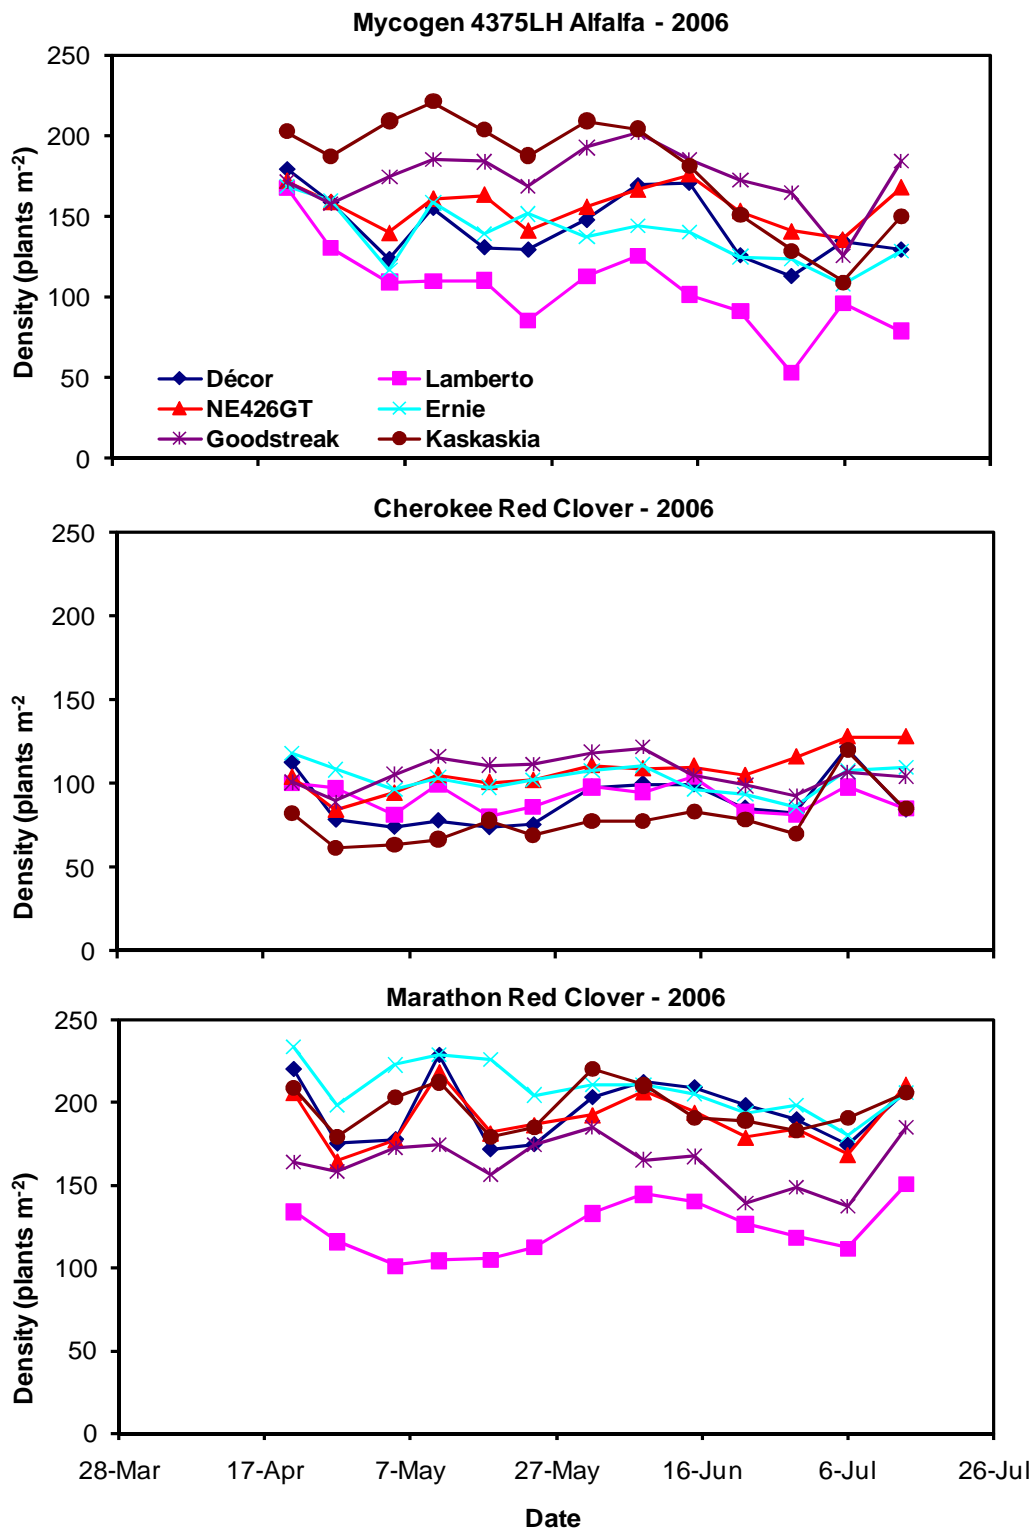 Mycogen 4375LH Alfalfa - 2006
250
200
150
100
50
0
Density (plants m-2)
Décor
Lamberto
NE426GT
Ernie
Goodstreak
Kaskaskia
Cherokee Red Clover - 2006
250
200
150
100
50
0
Density (plants m-2
Marathon Red Clover - 2006
250
200
150
100
50
0
Density (plants m-2)
28-Mar 17-Apr 7-May 27-May 16-Jun 6-Jul 26-Jul
Date